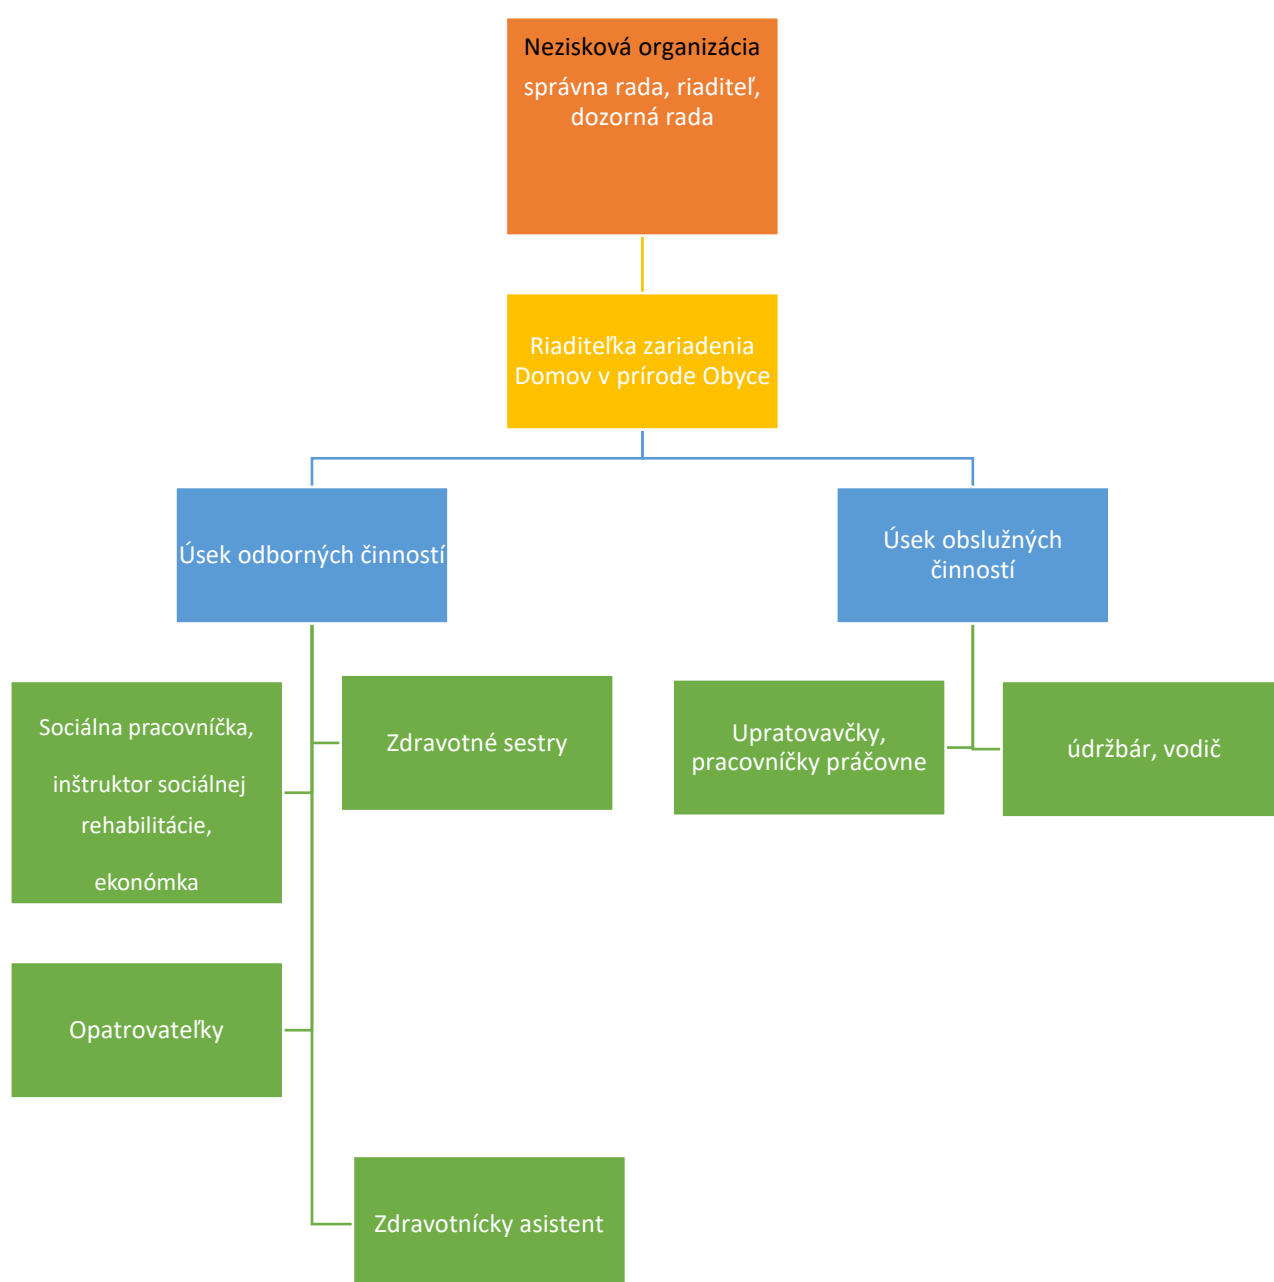 Nezisková organizácia
správna rada, riaditeľ,
dozorná rada
Riaditeľka zariadenia
Domov v prírode Obyce
Úsek odborných činností
Úsek obslužných
činností
Sociálna pracovníčka,
inštruktor sociálnej
rehabilitácie,
ekonómka
Zdravotné sestry
Upratovavčky,
pracovníčky práčovne
údržbár, vodič
Opatrovateľky
Zdravotnícky asistent